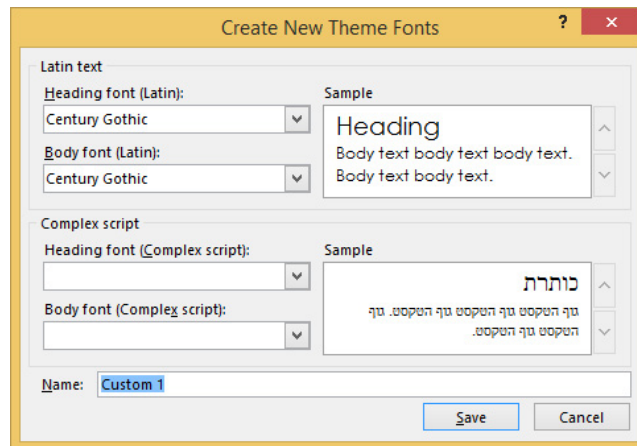 Create New Theme Fonts
?
×
Latin text
Heading font (Latin):
Century Gothic
Body font (Latin):
Century Gothic
Sample
Heading
Body text body text body text.
Body text body text.
Complex script
Heading font (Complex script):
Body font (Complex script):
Sample
כותרת
גוף הטקסט גוף הטקסט גוף הטקסט. גוף
הטקסט גוף הטקסט.
Name: Custom 1
Save Cancel